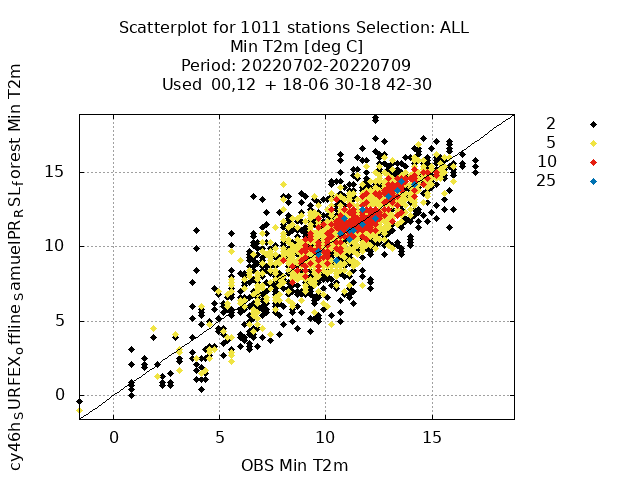 Scatterplot for 1011 stations Selection: ALL
Min T2m [deg C]
Period: 20220702-20220709
Used 00,12 + 18-06 30-18 42-30
cy46h_SURFEX_offline_SamuelPR_RSL_forest Min T2m
15
10
5
0
0 5 10 15
OBS Min T2m
2
5
10
25